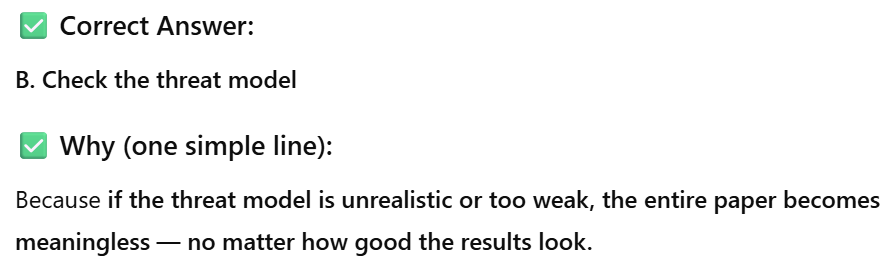 ✅ Correct Answer:
B. Check the threat model
✅ Why (one simple line):
Because if the threat model is unrealistic or too weak, the entire paper becomes
meaningless — no matter how good the results look.